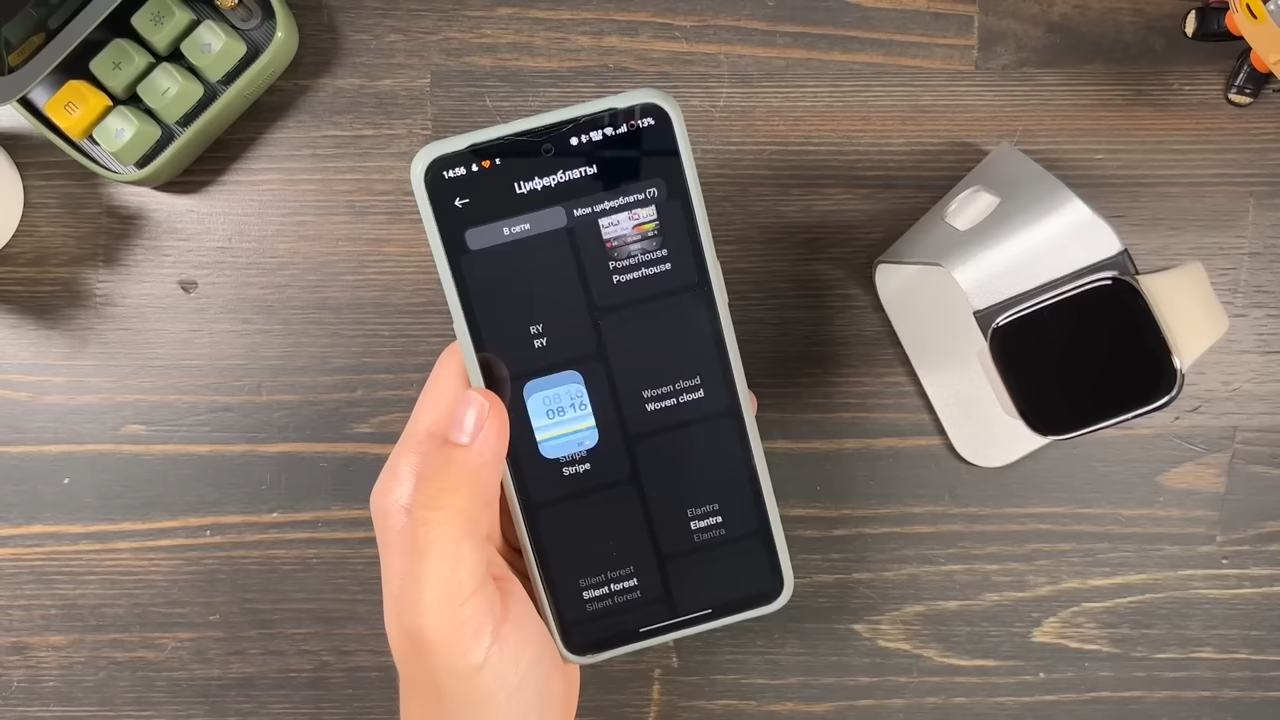 14:56
13%
Циферблаты
В сети
Мои циферблаты (7)
Powerhouse
Powerhouse
RY
RY
Woven cloud
Woven cloud
08:16
08:16
Stripe
Stripe
Elantra
Elantra
Elantra
Silent forest
Silent forest
Silent forest
m
+
−